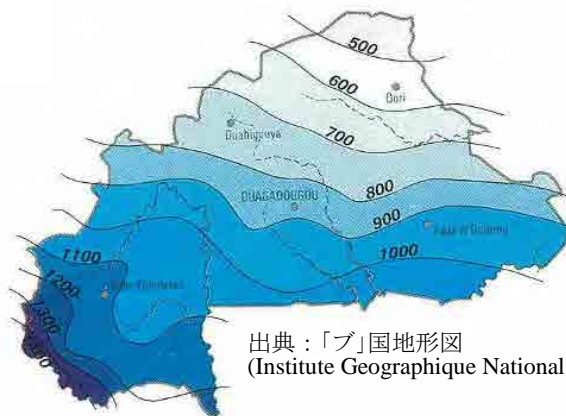 500
600
Dori
700
Ouahigouya
800
OUAGADOUGOU
900
1000
1100
1200
出典：「ブ」国地形図
(Institute Geographique National